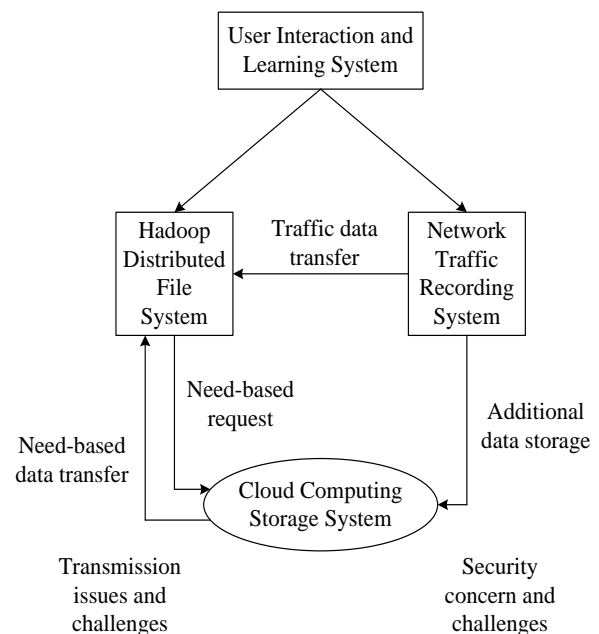 User Interaction and
Learning System
Hadoop
Distributed
File
System
Traffic data
transfer
Network
Traffic
Recording
System
Need-based
request
Need-based
data transfer
Additional
data storage
Cloud Computing
Storage System
Transmission
issues and
challenges
Security
concern and
challenges